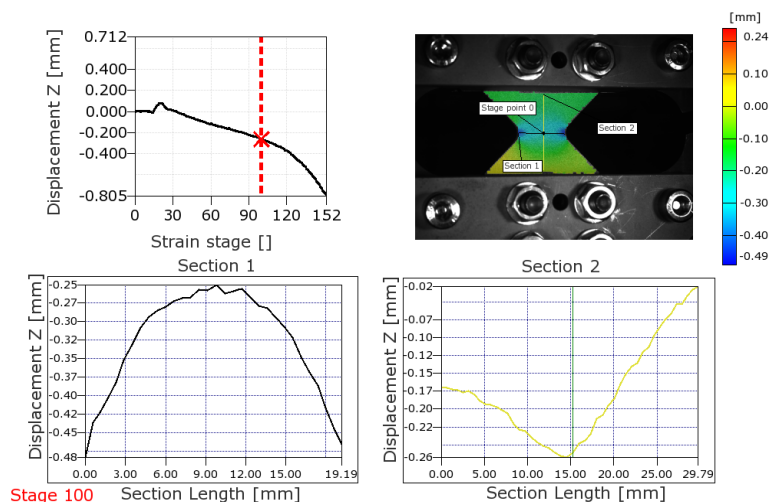 [mm]
0.24
0.10
0.00
-0.10
-0.20
-0.30
-0.40
-0.49
Displacement Z [mm]
0.712
0.400
0.200
0.000
-0.200
-0.400
-0.805
0 30 60 90 120 152
Strain stage []
Stage point 0
Section 2
Section 1
Section 1
Displacement Z [mm]
-0.25
-0.27
-0.30
-0.32
-0.35
-0.37
-0.40
-0.42
-0.45
-0.48
0.00 3.00 6.00 9.00 12.00 15.00 19.19
Section Length [mm]
Section 2
Displacement Z [mm]
-0.02
-0.07
-0.10
-0.12
-0.15
-0.17
-0.20
-0.22
-0.26
0.00 5.00 10.00 15.00 20.00 25.00 29.79
Section Length [mm]
Stage 100